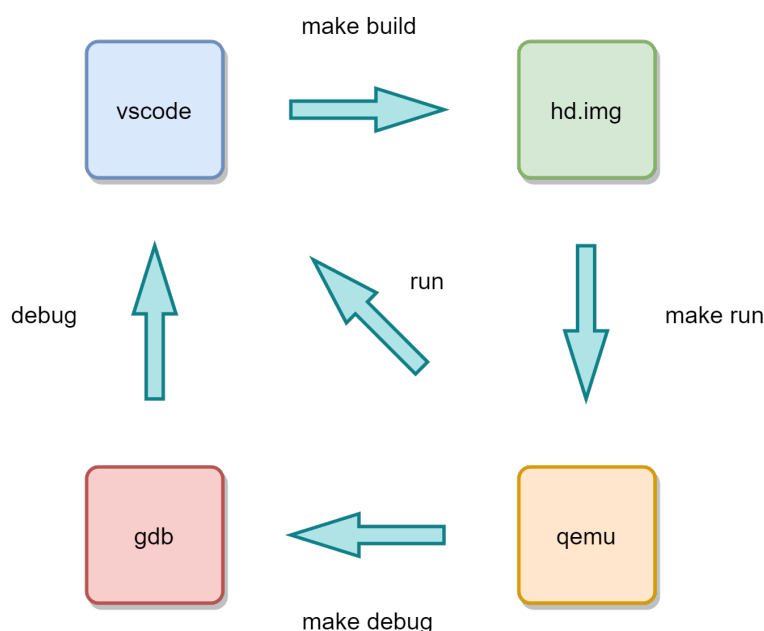 make build
vscode
hd.img
run
debug
make run
gdb
qemu
make debug